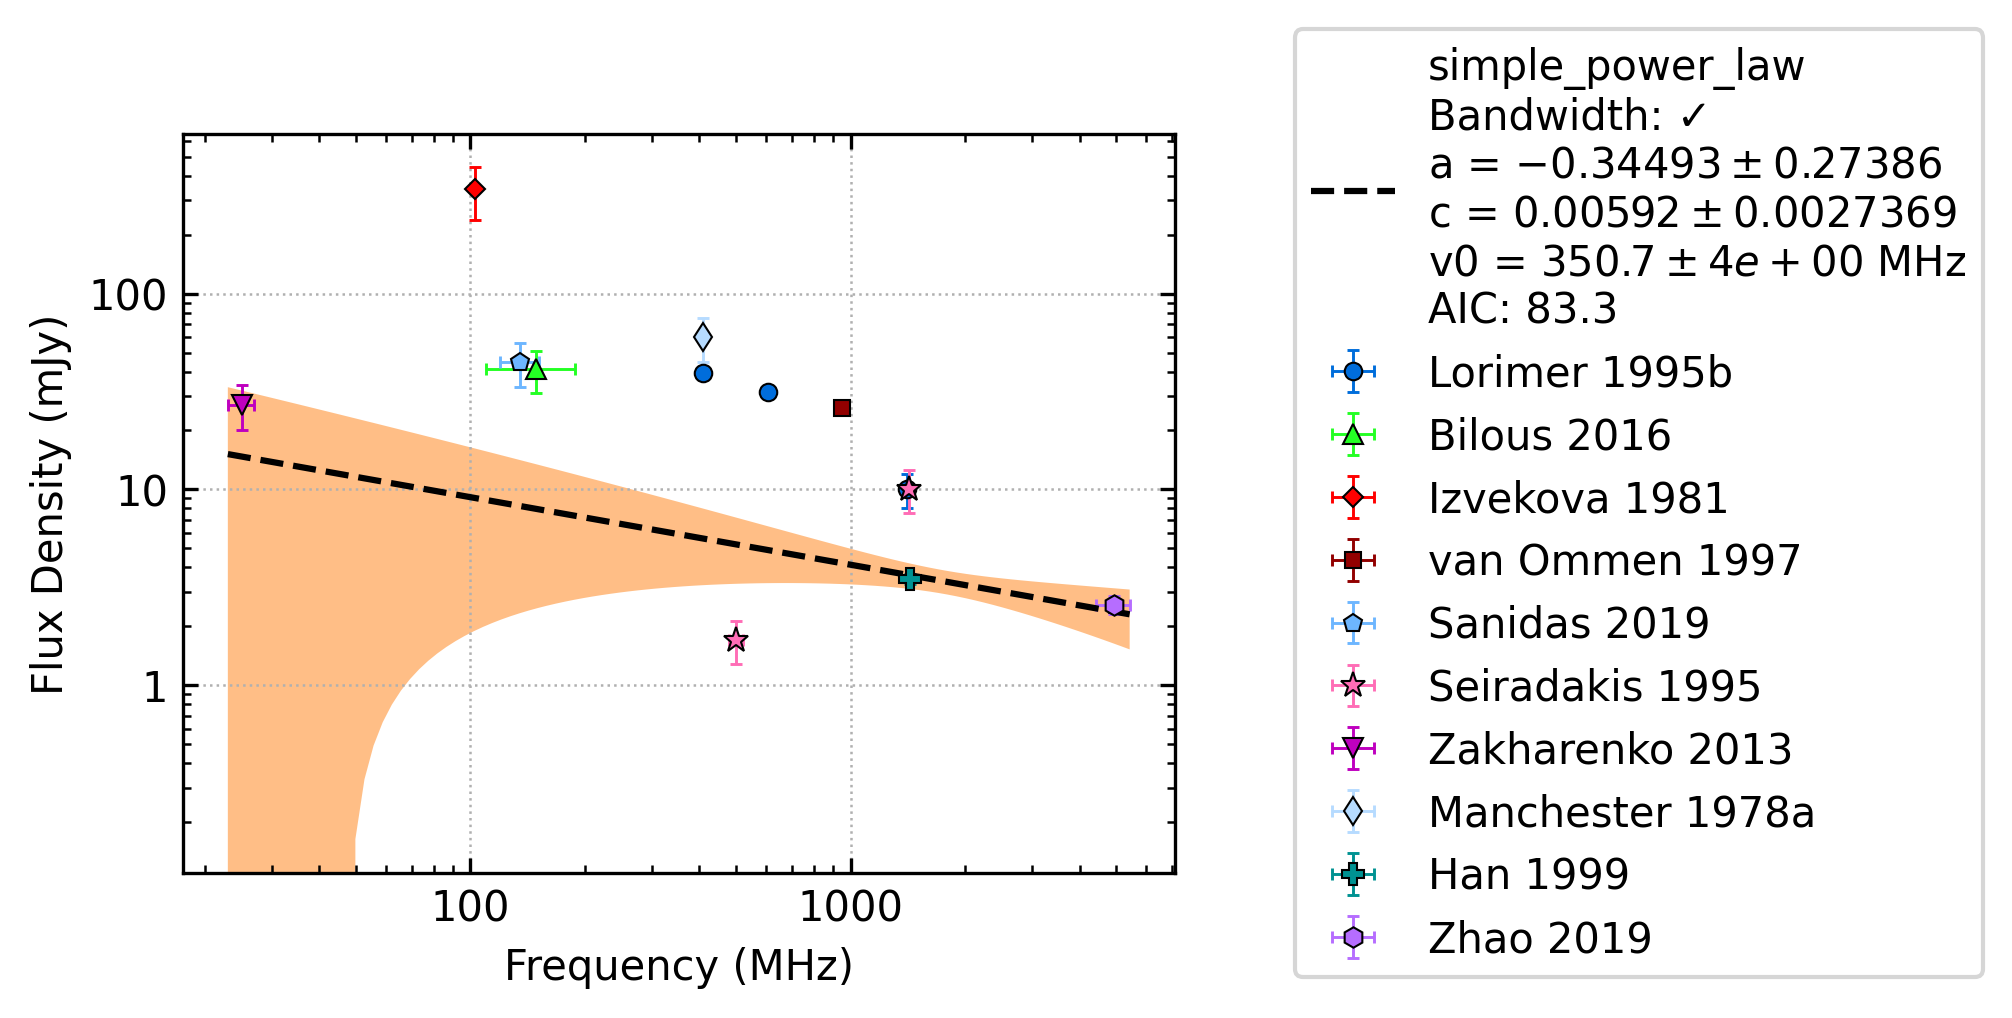 simple_power_law
Bandwidth: ✓
a = −0.34493 ± 0.27386
c = 0.00592 ± 0.0027369
v0 = 350.7 ± 4e + 00 MHz
AIC: 83.3
Lorimer 1995b
Bilous 2016
Izvekova 1981
van Ommen 1997
Sanidas 2019
Seiradakis 1995
Zakharenko 2013
Manchester 1978a
Han 1999
Zhao 2019
Flux Density (mJy)
100
10
1
100 1000
Frequency (MHz)